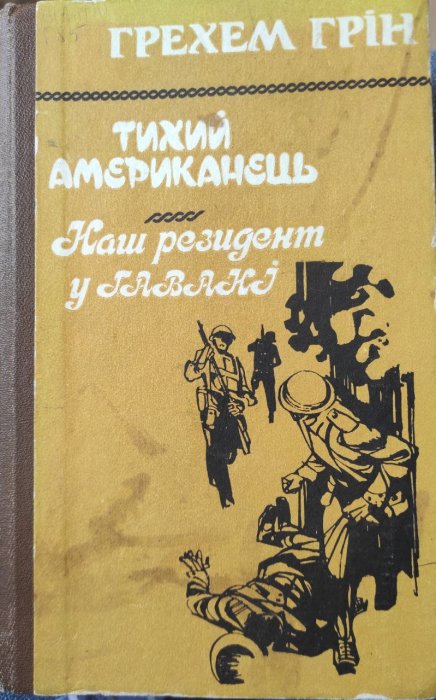 ГРЕХЕМ ГРІН
ТИХИЙ
АМЕРИКАНЕЦЬ
Наш резидент
у ГАВАНІ